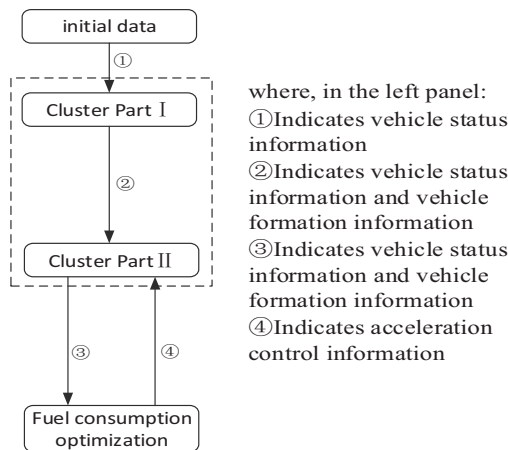 initial data
①
Cluster Part Ⅰ
②
Cluster Part Ⅱ
③
④
Fuel consumption
optimization
where, in the left panel:
①Indicates vehicle status
information
②Indicates vehicle status
information and vehicle
formation information
③Indicates vehicle status
information and vehicle
formation information
④Indicates acceleration
control information